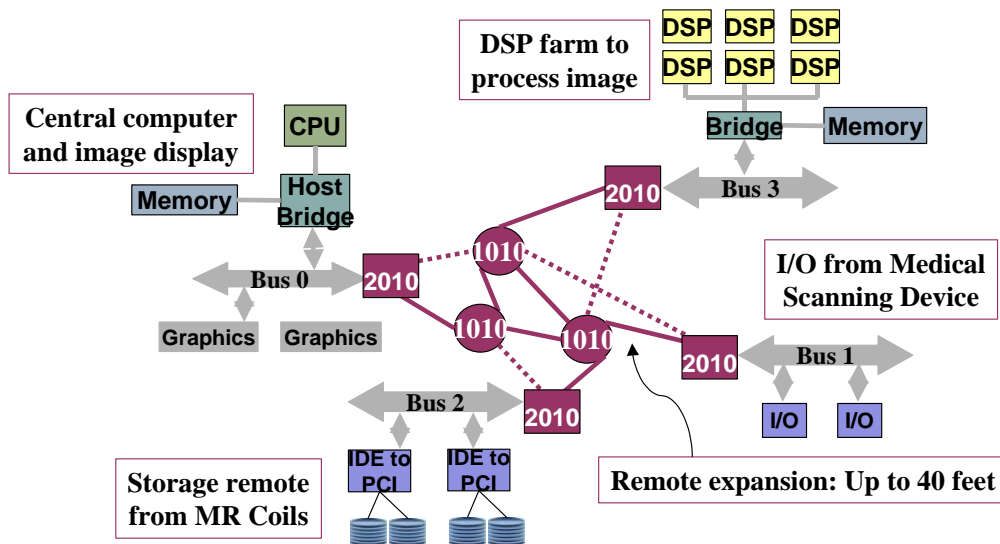 DSP DSP DSP
DSP DSP DSP
DSP farm to
process image
Central computer
and image display
CPU
Bridge
Memory
Memory
Host
Bridge
2010
Bus 3
1010
I/O from Medical
Scanning Device
Bus 0
2010
Graphics
Graphics
1010
1010
2010
Bus 1
Bus 2
2010
I/O
I/O
IDE to
PCI
IDE to
PCI
Storage remote
from MR Coils
Remote expansion: Up to 40 feet